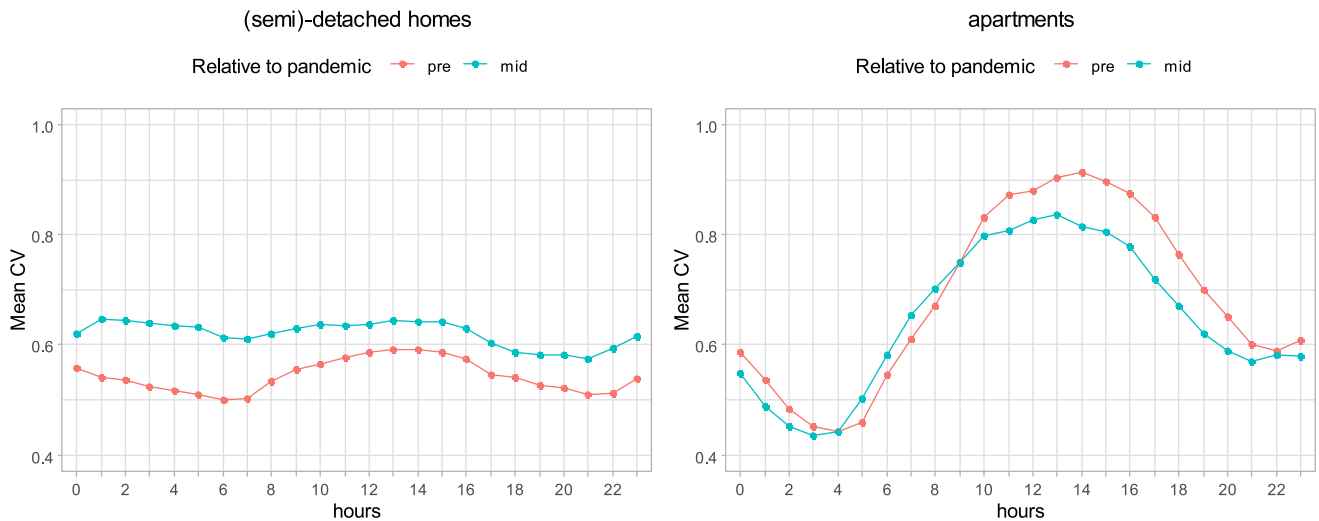 (semi)-detached homes
Relative to pandemic pre mid
Mean CV
1.0
0.8
0.6
0.4
0 2 4 6 8 10 12 14 16 18 20 22
hours
apartments
Relative to pandemic pre mid
Mean CV
1.0
0.8
0.6
0.4
0 2 4 6 8 10 12 14 16 18 20 22
hours